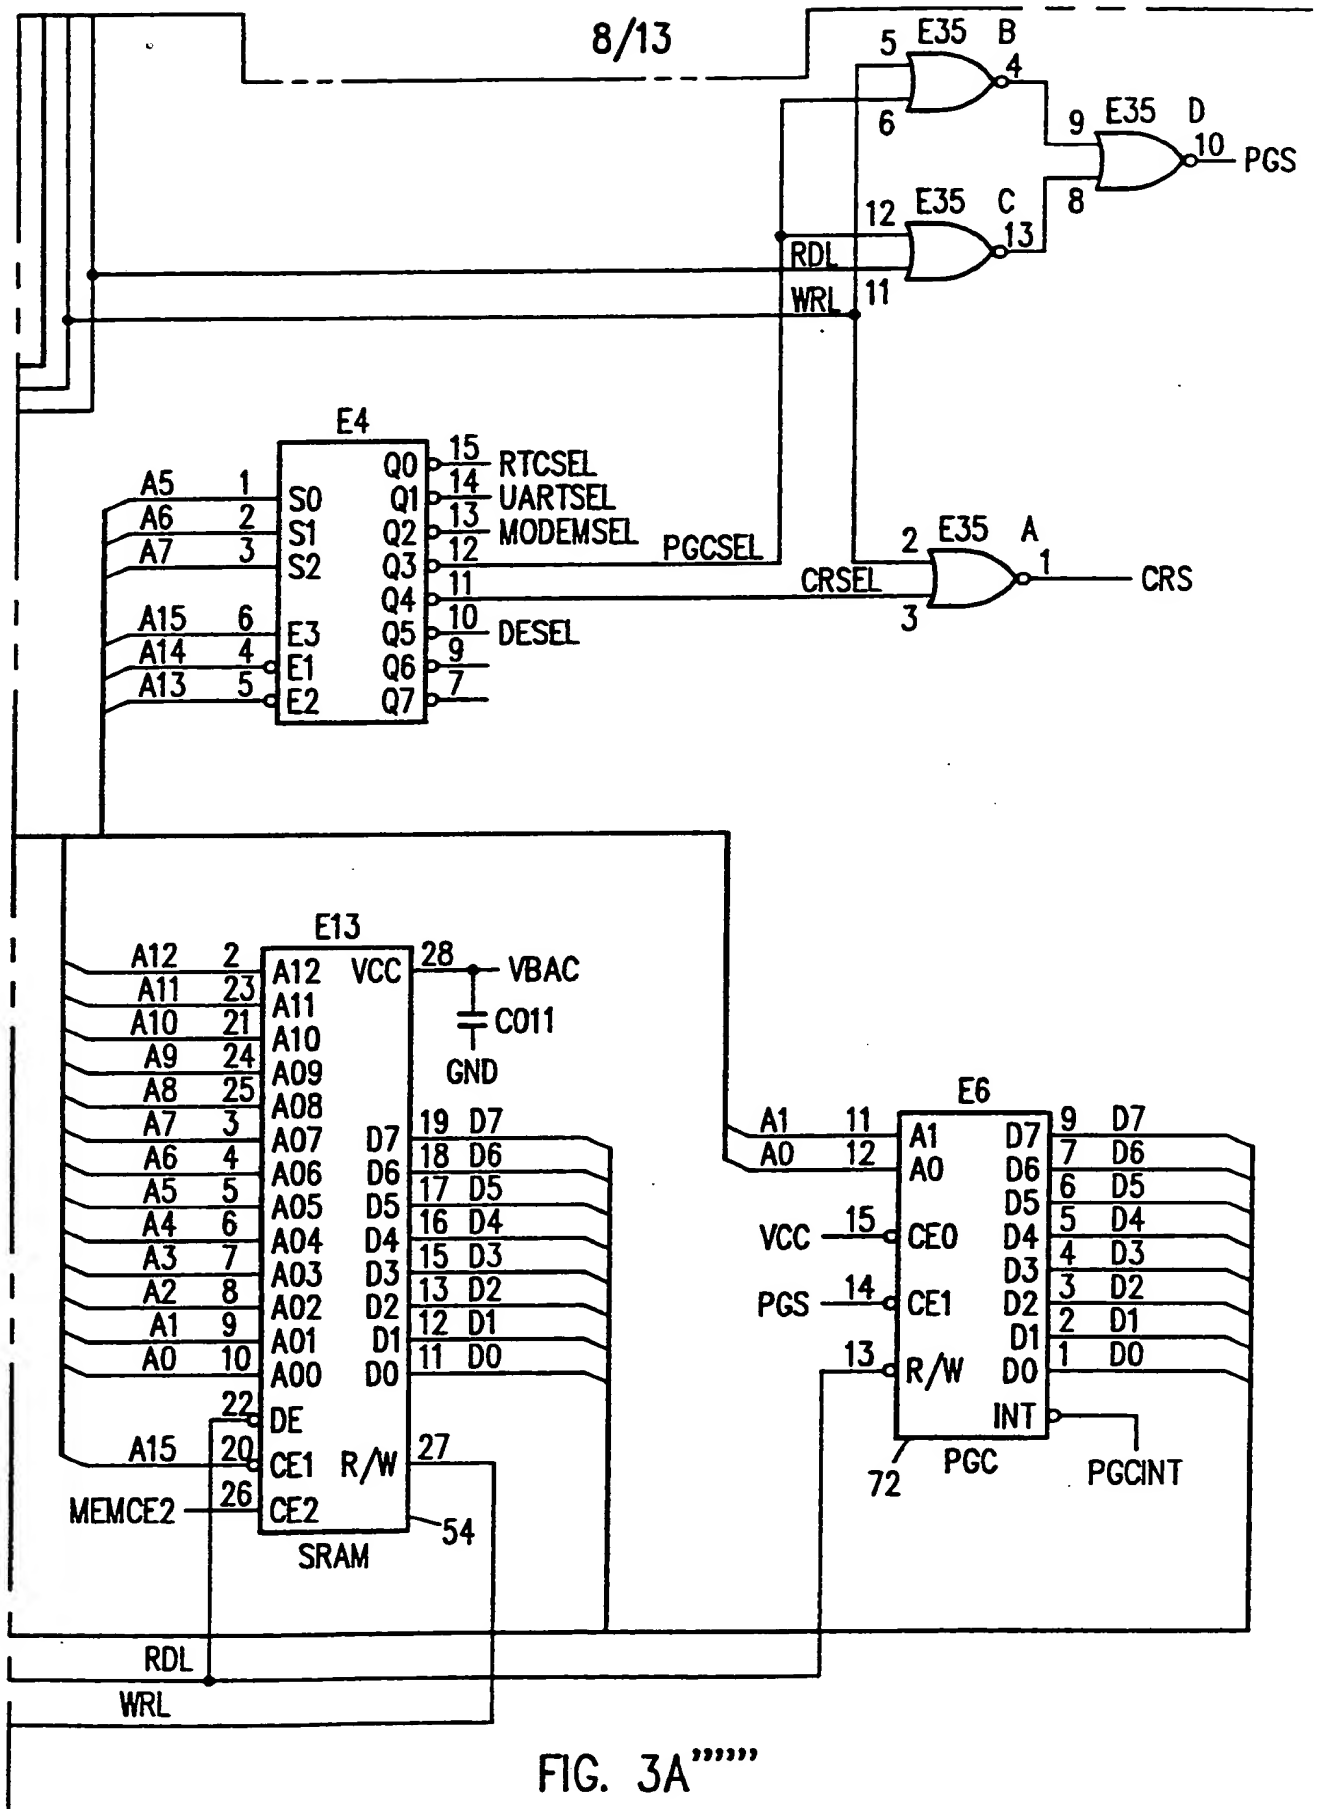 8/13
5 E35 B
4
6
9 E35 D
10 PGS
8
12 E35 C
13
RDL
11
WRL
E4
A5 1 S0 Q0 15 RTCSEL
A6 2 S1 Q1 14 UARTSEL
A7 3 S2 Q2 13 MODEMSEL
Q3 12 PGCSEL
Q4 11 CRSEL
A15 6 E3 Q5 10 DESEL
A14 4 E1 Q6 9
A13 5 E2 Q7 7
2 E35 A
1 CRS
3
E13
A12 2 A12 VCC 28 VBAC
A11 23 A11
A10 21 A10 C011
A9 24 A09 GND
A8 25 A08
A7 3 A07 D7 19 D7
A6 4 A06 D6 18 D6
A5 5 A05 D5 17 D5
A4 6 A04 D4 16 D4
A3 7 A03 D3 15 D3
A2 8 A02 D2 13 D2
A1 9 A01 D1 12 D1
A0 10 A00 D0 11 D0
22 DE
A15 20 CE1 R/W 27
MEMCE2 26 CE2
54
SRAM
E6
A1 11 A1 D7 9 D7
A0 12 A0 D6 7 D6
D5 6 D5
VCC 15 CE0 D4 5 D4
D3 4 D3
PGS 14 CE1 D2 3 D2
D1 2 D1
13 R/W D0 1 D0
INT
72 PGC PGCINT
RDL
WRL
FIG. 3A""""""